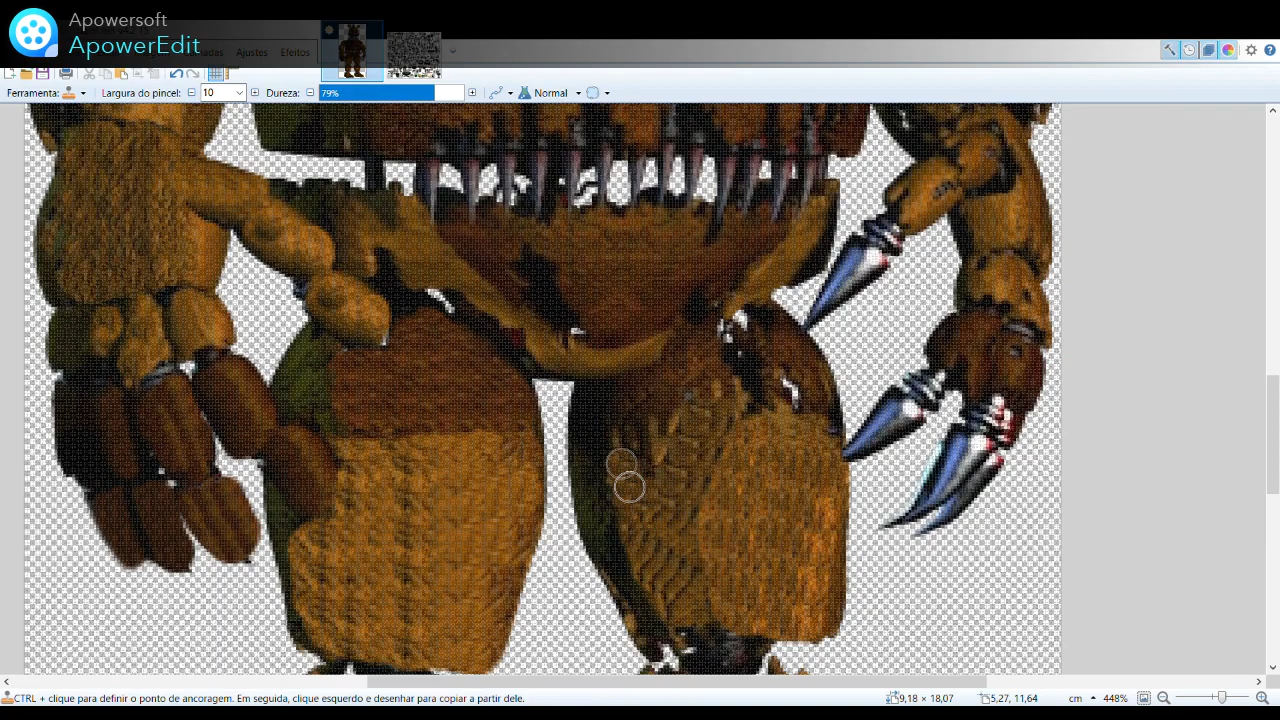 Apowersoft
ApowerEdit
Ajustes
Efeitos
Ferramenta:
Largura do pincel:
10
Dureza:
79%
Normal
CTRL + clique para definir o ponto de ancoragem. Em seguida, clique esquerdo e desenhar para copiar a partir dele.
9,18 × 18,07
5,27, 11,64
cm
448%